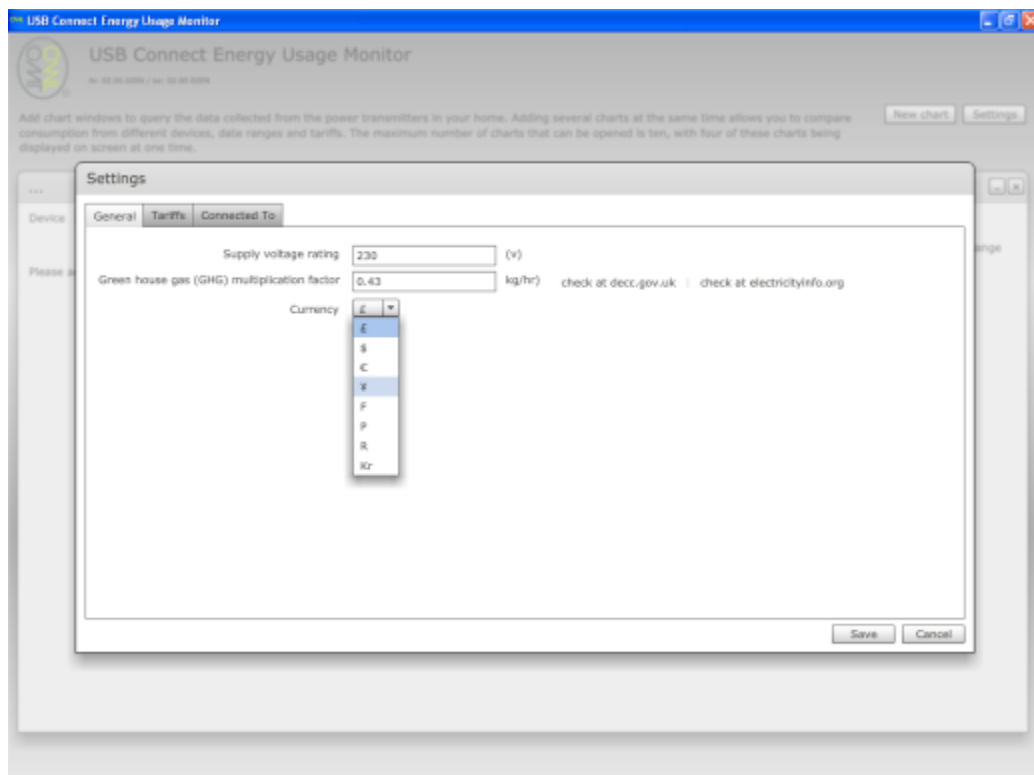 USB Connect Energy Usage Monitor
USB Connect Energy Usage Monitor
OWL
Add chart windows to query the data collected from the power transmitters in your home. Adding several charts at the same time allows you to compare
consumption from different devices, date ranges and tariffs. The maximum number of charts that can be opened is ten, with four of these charts being
displayed on screen at one time.
New chart Settings
...
Settings
Device
General Tariffs Connected To
Supply voltage rating 230 (v)
Please
Green house gas (GHG) multiplication factor 0.43 kg/hr) check at decc.gov.uk | check at electricityinfo.org
Currency £
£
$
€
¥
F
P
R
Kr
Save Cancel